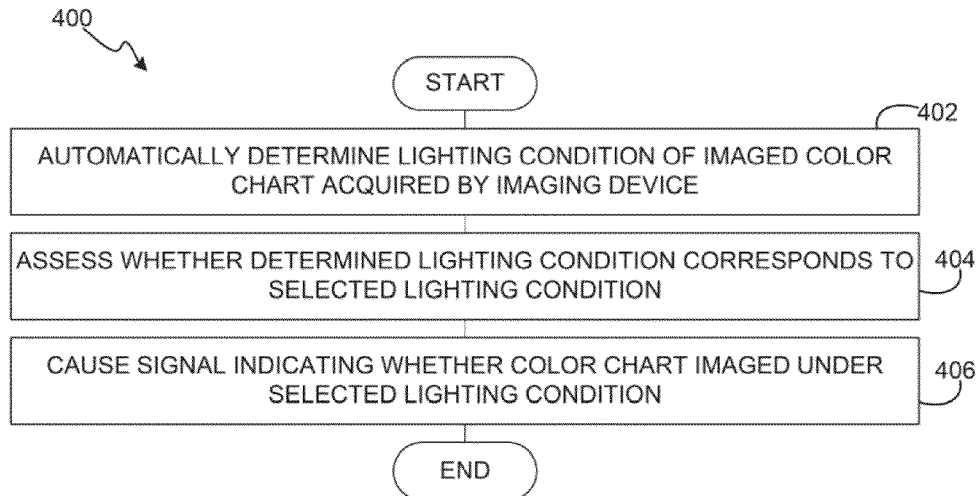 400
START
402
AUTOMATICALLY DETERMINE LIGHTING CONDITION OF IMAGED COLOR
CHART ACQUIRED BY IMAGING DEVICE
ASSESS WHETHER DETERMINED LIGHTING CONDITION CORRESPONDS TO
SELECTED LIGHTING CONDITION
404
CAUSE SIGNAL INDICATING WHETHER COLOR CHART IMAGED UNDER
SELECTED LIGHTING CONDITION
406
END